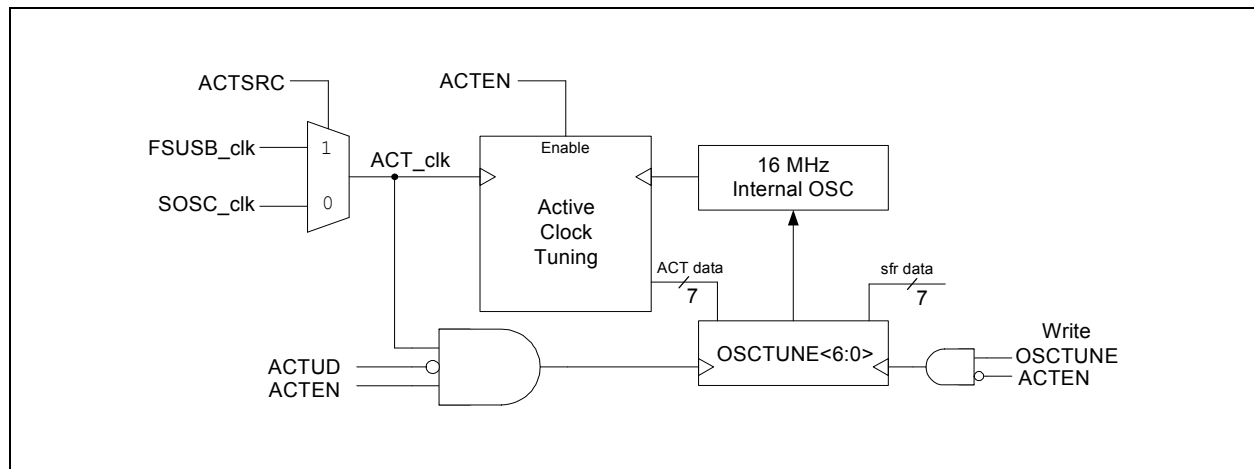 ACTSRC
ACTEN
FSUSB_clk
1
Enable
ACT_clk
16 MHz
Internal OSC
SOSC_clk
0
Active
Clock
Tuning
ACT data
7
sfr data
7
Write
OSCTUNE<6:0>
OSCTUNE
ACTUD
ACTEN
ACTEN